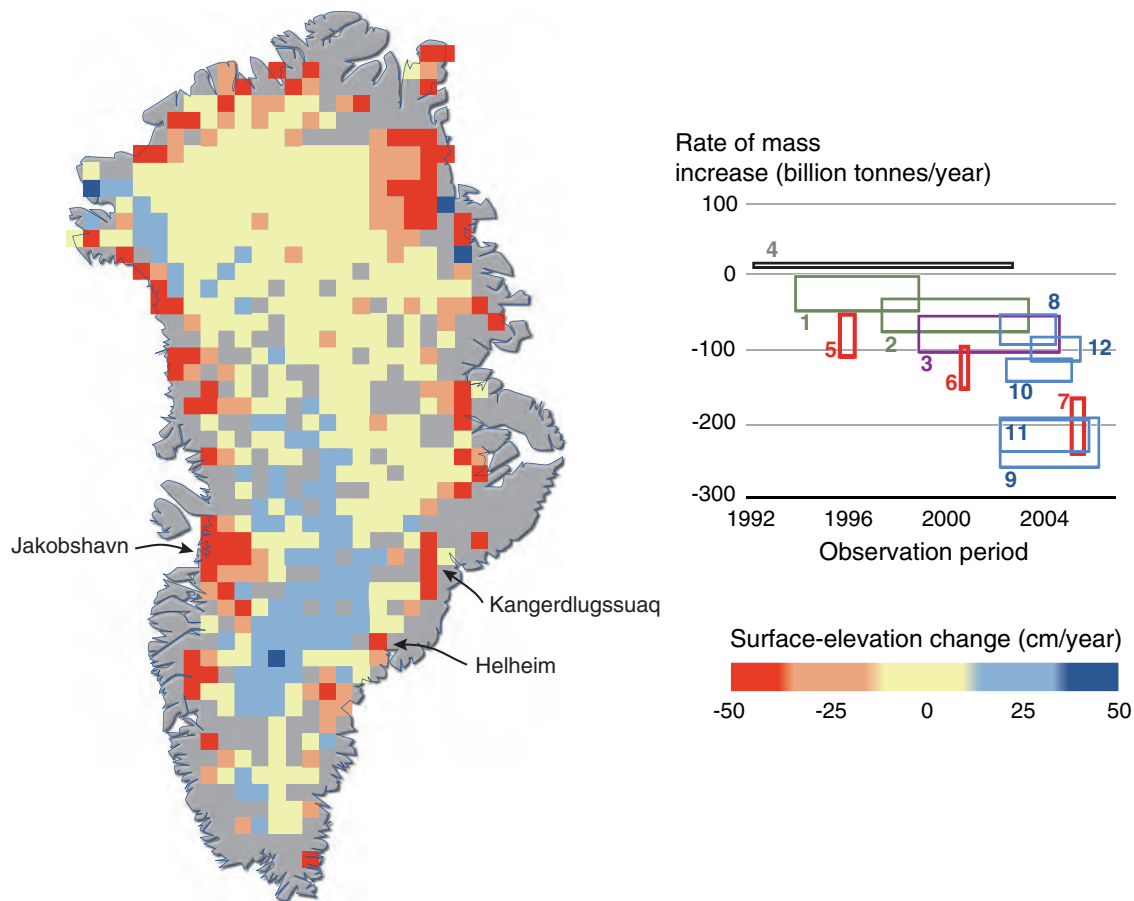 Jakobshavn
Kangerdlugssuaq
Helheim
Rate of mass
increase (billion tonnes/year)
100
0
-100
-200
-300
4
1
5
2
3
6
8
12
10
7
11
9
1992 1996 2000 2004
Observation period
Surface-elevation change (cm/year)
-50 -25 0 25 50